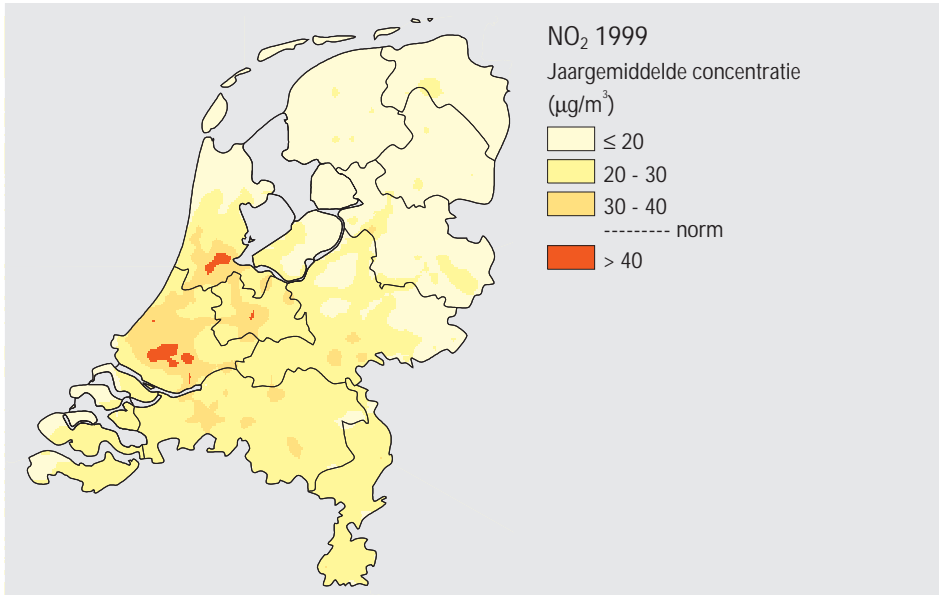 NO₂ 1999
Jaargemiddelde concentratie
(µg/m³)
≤ 20
20 - 30
30 - 40
--------- norm
> 40